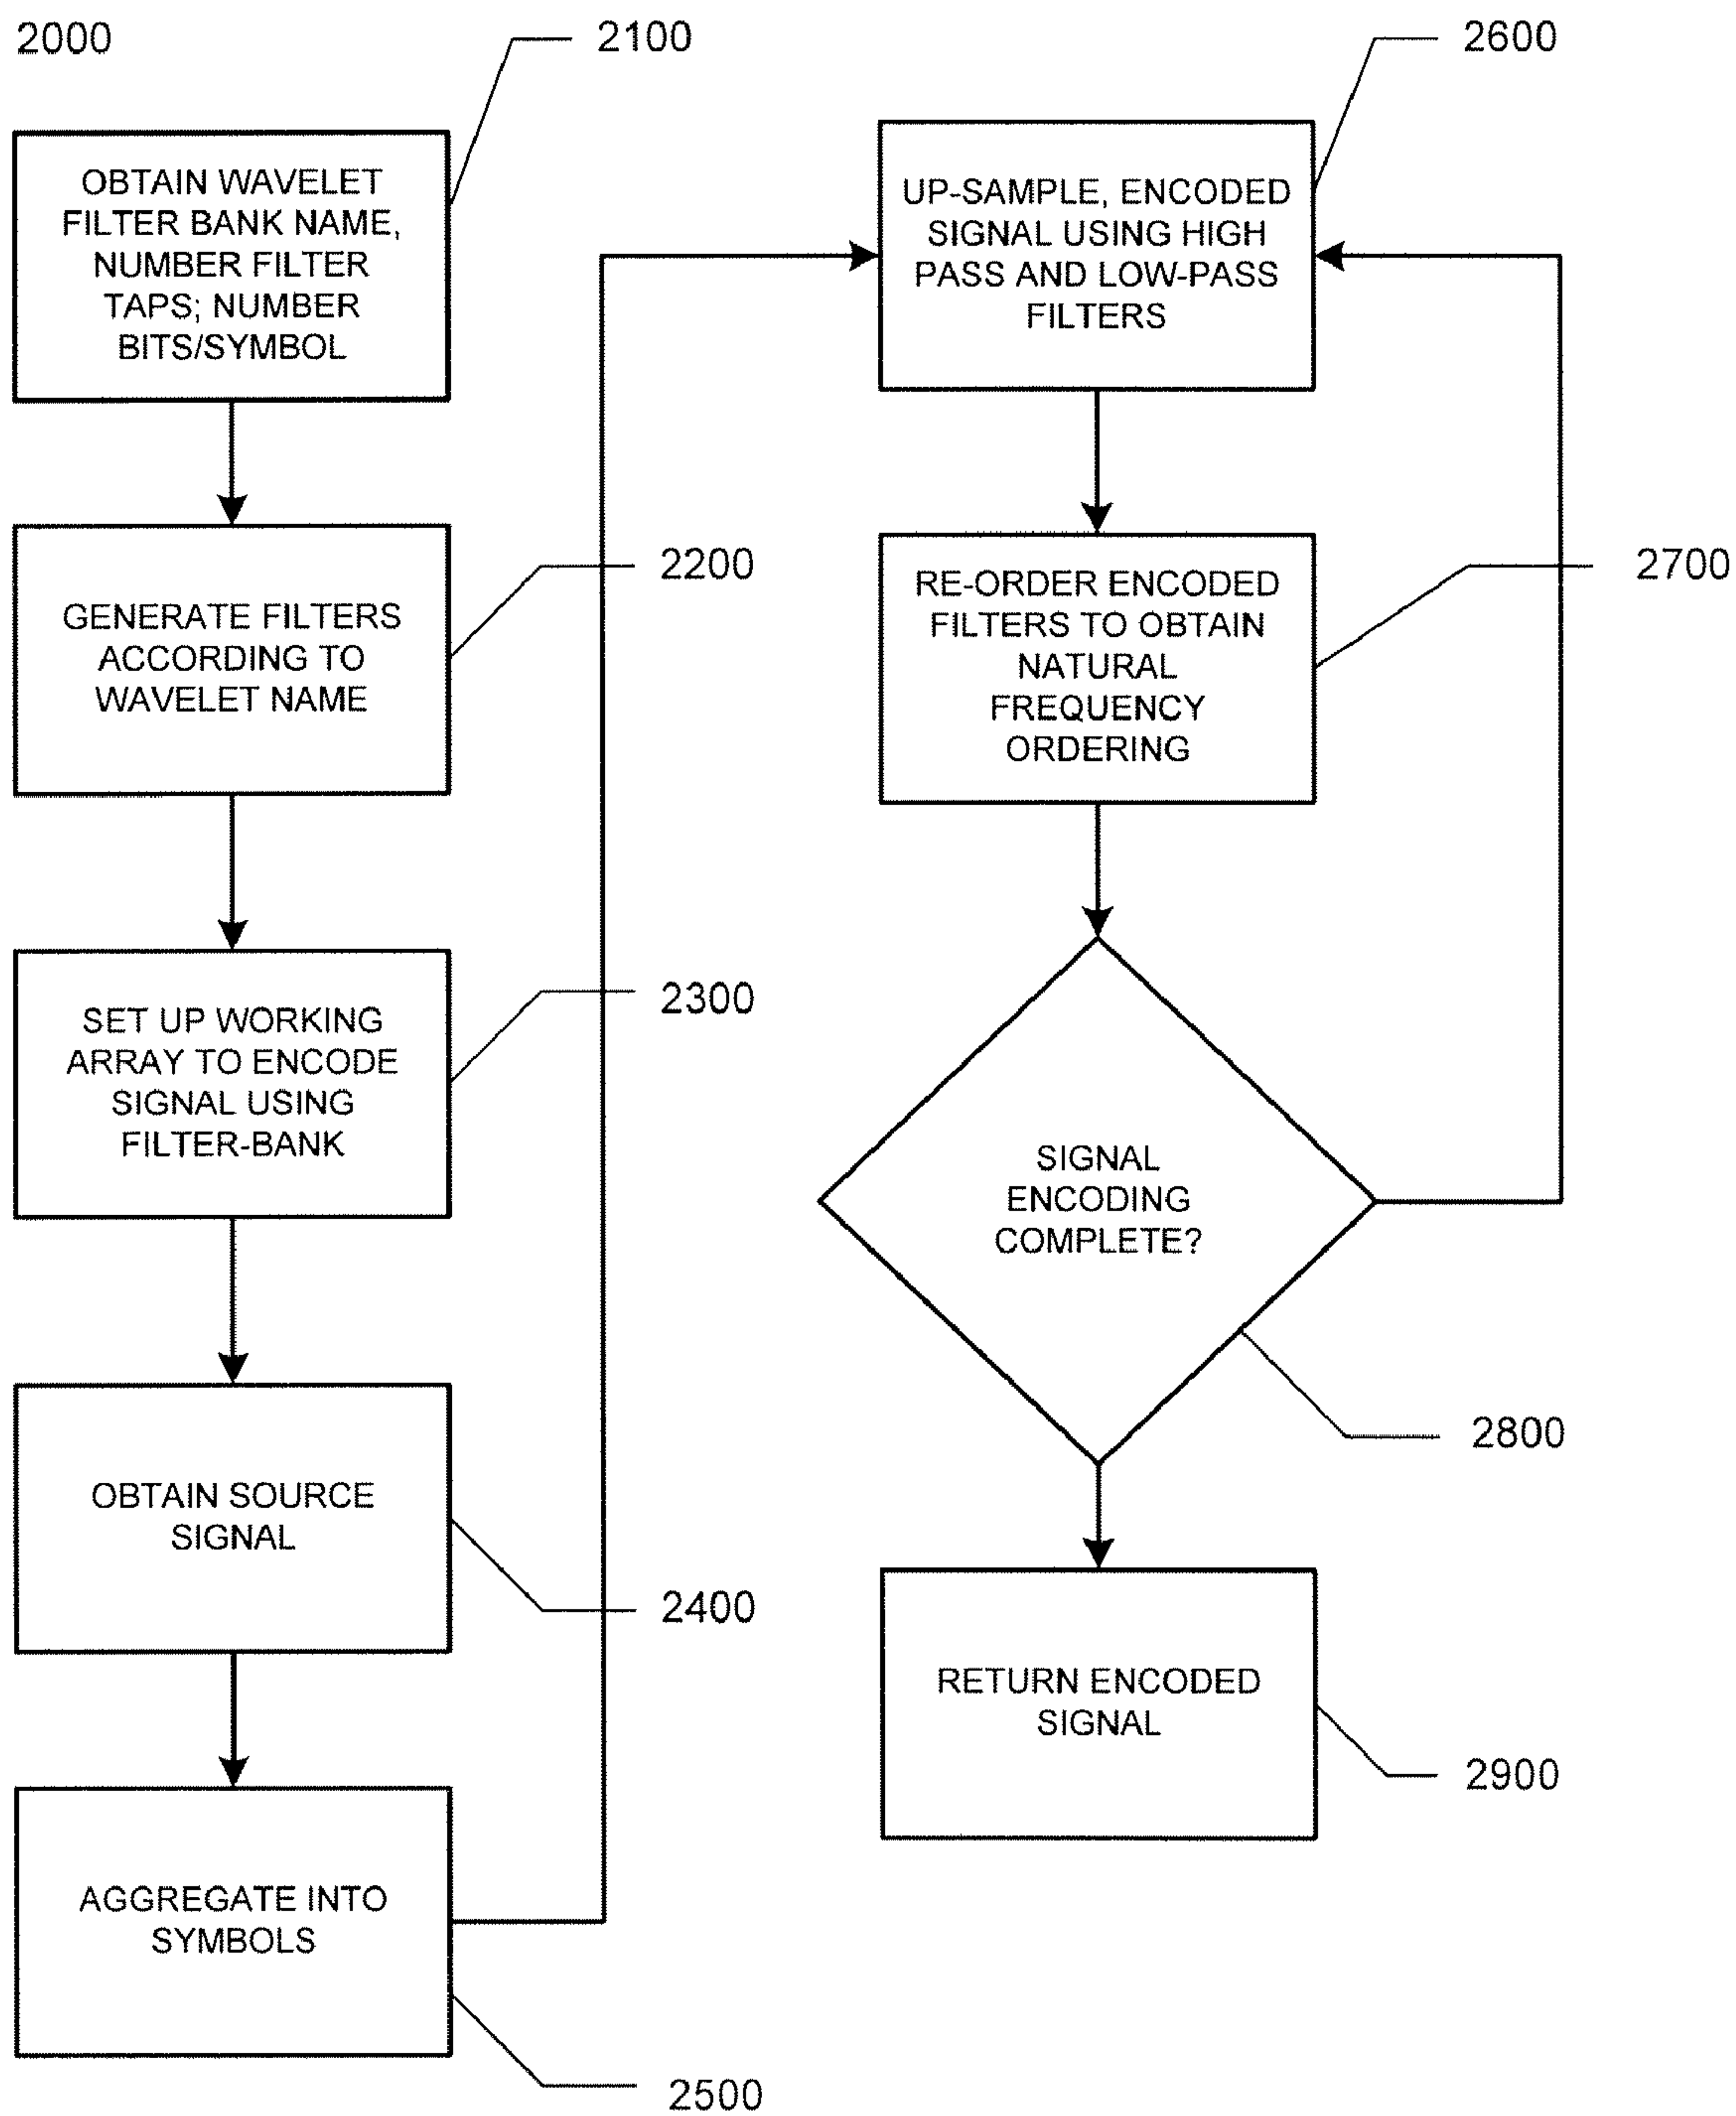 2000
2100
OBTAIN WAVELET
FILTER BANK NAME,
NUMBER FILTER
TAPS; NUMBER
BITS/SYMBOL
2200
GENERATE FILTERS
ACCORDING TO
WAVELET NAME
2300
SET UP WORKING
ARRAY TO ENCODE
SIGNAL USING
FILTER-BANK
OBTAIN SOURCE
SIGNAL
2400
AGGREGATE INTO
SYMBOLS
2500
2600
UP-SAMPLE, ENCODED
SIGNAL USING HIGH
PASS AND LOW-PASS
FILTERS
2700
RE-ORDER ENCODED
FILTERS TO OBTAIN
NATURAL
FREQUENCY
ORDERING
SIGNAL
ENCODING
COMPLETE?
2800
RETURN ENCODED
SIGNAL
2900